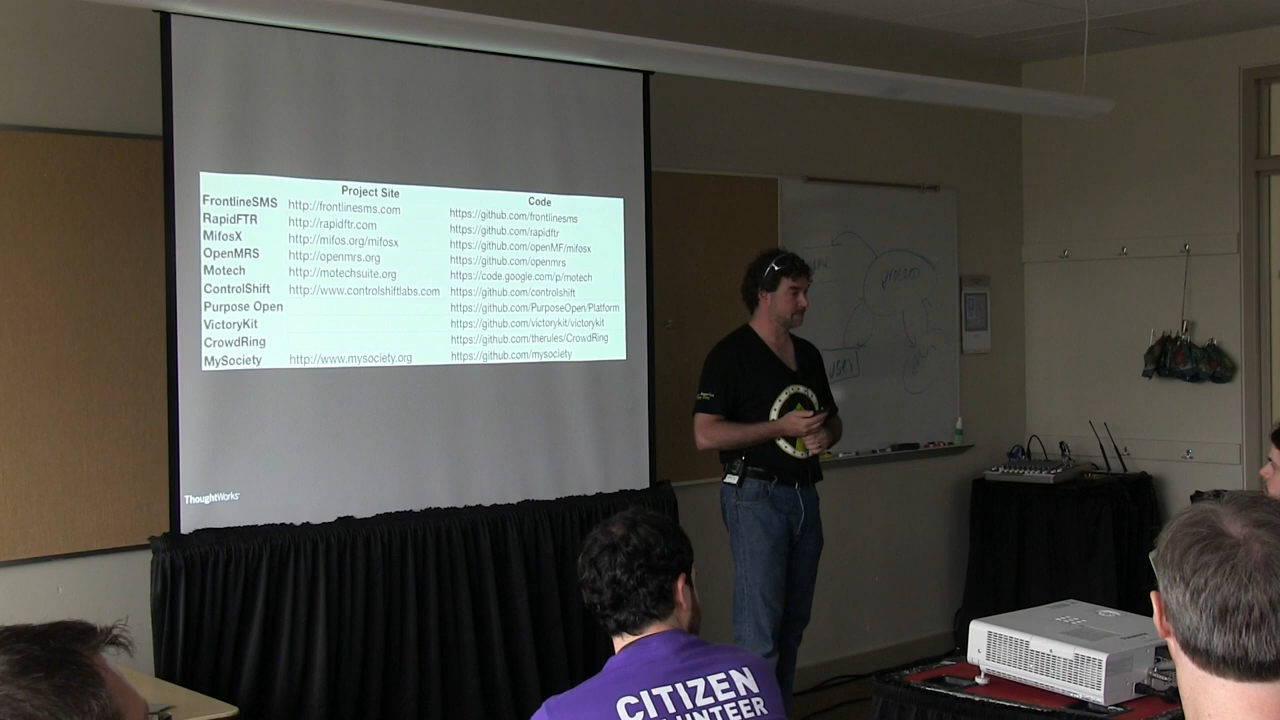 Project Site Code
FrontlineSMS http://frontlinesms.com https://github.com/frontlinesms
RapidFTR http://rapidftr.com https://github.com/rapidftr
MifosX http://mifos.org/mifosx https://github.com/openMF/mifosx
OpenMRS http://openmrs.org https://github.com/openmrs
Motech http://motechsuite.org https://code.google.com/p/motech
ControlShift http://www.controlshiftlabs.com https://github.com/controlshift
Purpose Open https://github.com/PurposeOpen/Platform
VictoryKit https://github.com/victorykit/victorykit
CrowdRing https://github.com/therules/CrowdRing
MySociety http://www.mysociety.org https://github.com/mysociety
ThoughtWorks
CITIZEN